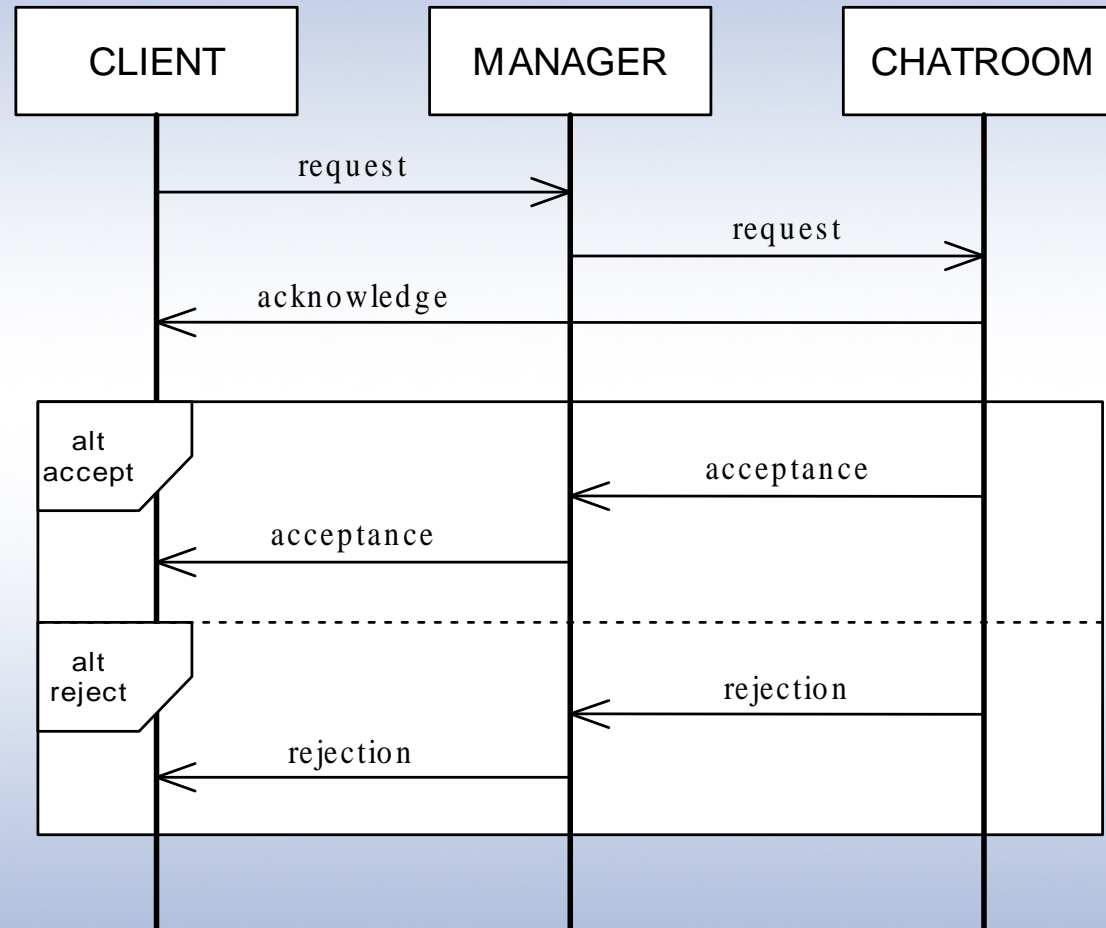 CLIENT
MANAGER
CHATROOM
request
request
acknowledge
alt
accept
acceptance
acceptance
alt
reject
rejection
rejection